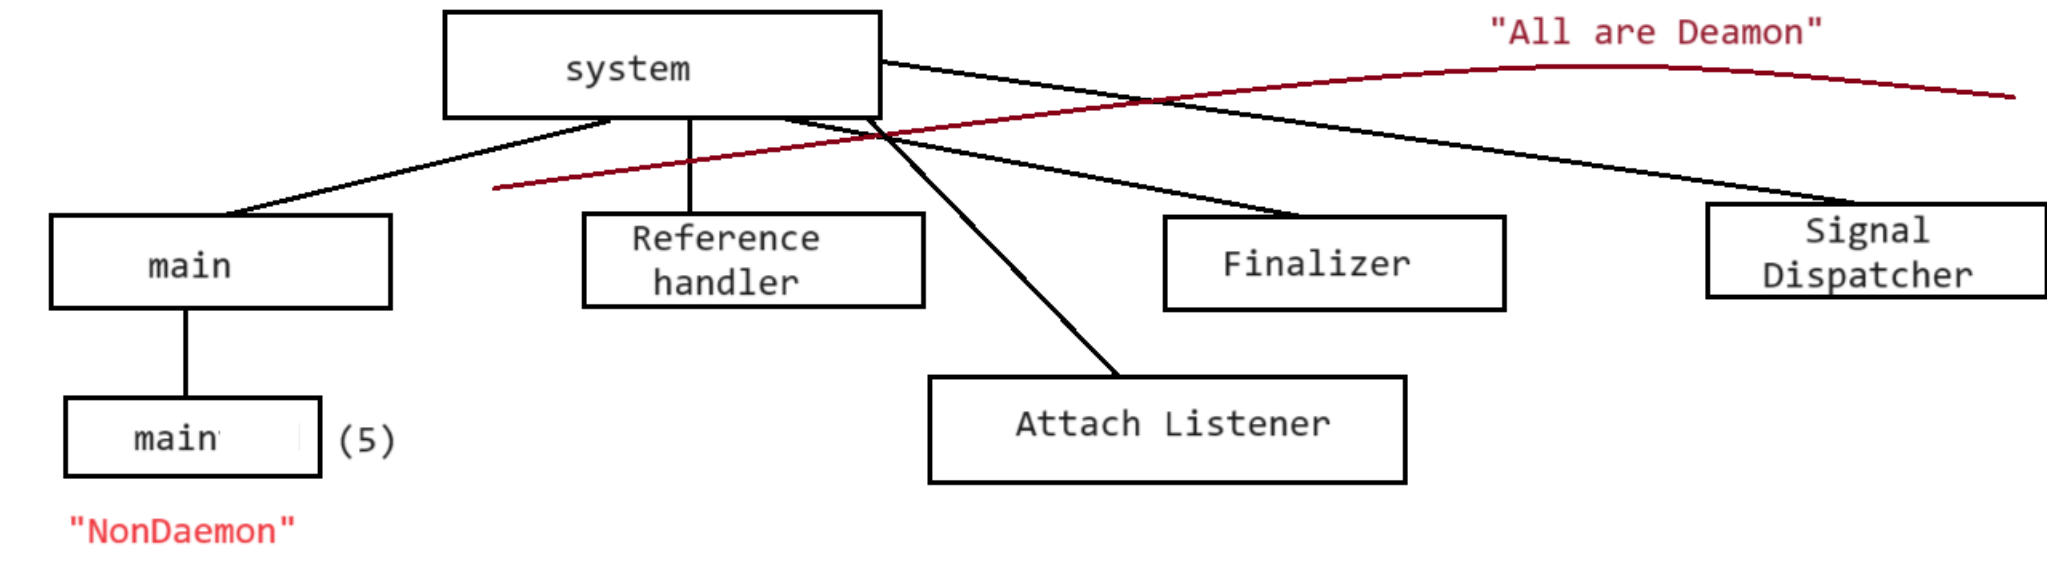 "All are Deamon"
system
main
Reference
handler
Finalizer
Signal
Dispatcher
main (5)
Attach Listener
"NonDaemon"